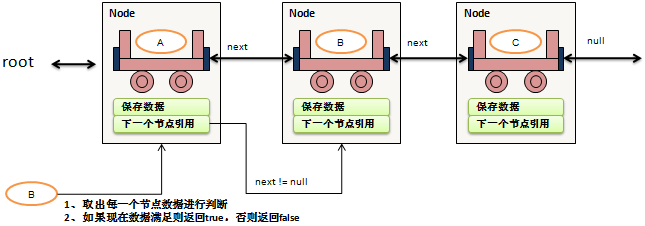 Node
Node
Node
A
B
C
next
next
null
root
保存数据
保存数据
保存数据
下一个节点引用
下一个节点引用
下一个节点引用
next != null
B
1、取出每一个节点数据进行判断
2、如果现在数据满足则返回true，否则返回false